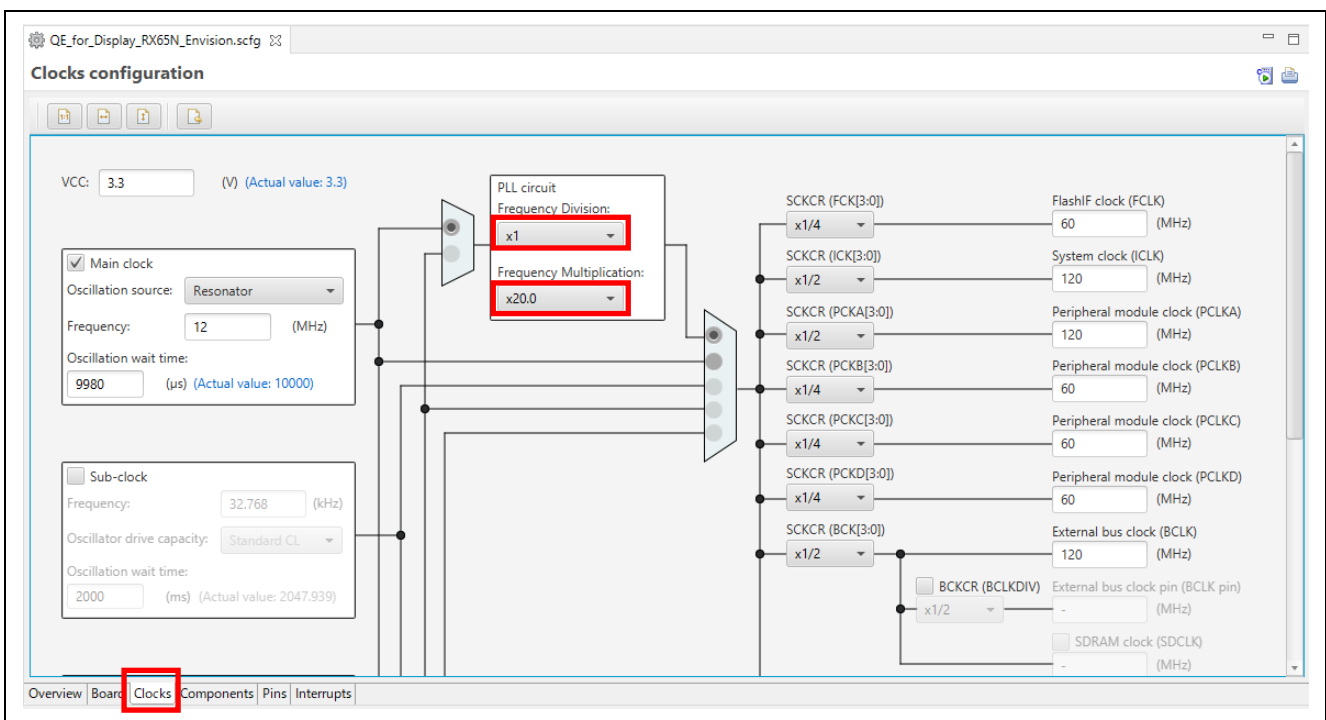 QE_for_Display_RX65N_Envision.scfg
Clocks configuration
VCC: 3.3 (V) (Actual value: 3.3)
PLL circuit
Frequency Division:
x1
Frequency Multiplication:
x20.0
Main clock
Oscillation source: Resonator
Frequency: 12 (MHz)
Oscillation wait time:
9980 (µs) (Actual value: 10000)
Sub-clock
Frequency: 32.768 (kHz)
Oscillator drive capacity: Standard CL
Oscillation wait time:
2000 (ms) (Actual value: 2047.939)
SCKCR (FCK[3:0]) FlashIF clock (FCLK)
x1/4 60 (MHz)
SCKCR (ICK[3:0]) System clock (ICLK)
x1/2 120 (MHz)
SCKCR (PCKA[3:0]) Peripheral module clock (PCLKA)
x1/2 120 (MHz)
SCKCR (PCKB[3:0]) Peripheral module clock (PCLKB)
x1/4 60 (MHz)
SCKCR (PCKC[3:0]) Peripheral module clock (PCLKC)
x1/4 60 (MHz)
SCKCR (PCKD[3:0]) Peripheral module clock (PCLKD)
x1/4 60 (MHz)
SCKCR (BCK[3:0]) External bus clock (BCLK)
x1/2 120 (MHz)
BCKCR (BCLKDIV) External bus clock pin (BCLK pin)
x1/2 - (MHz)
SDRAM clock (SDCLK)
- (MHz)
Overview Board Clocks Components Pins Interrupts